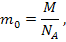 m₀ = M / N_A ,